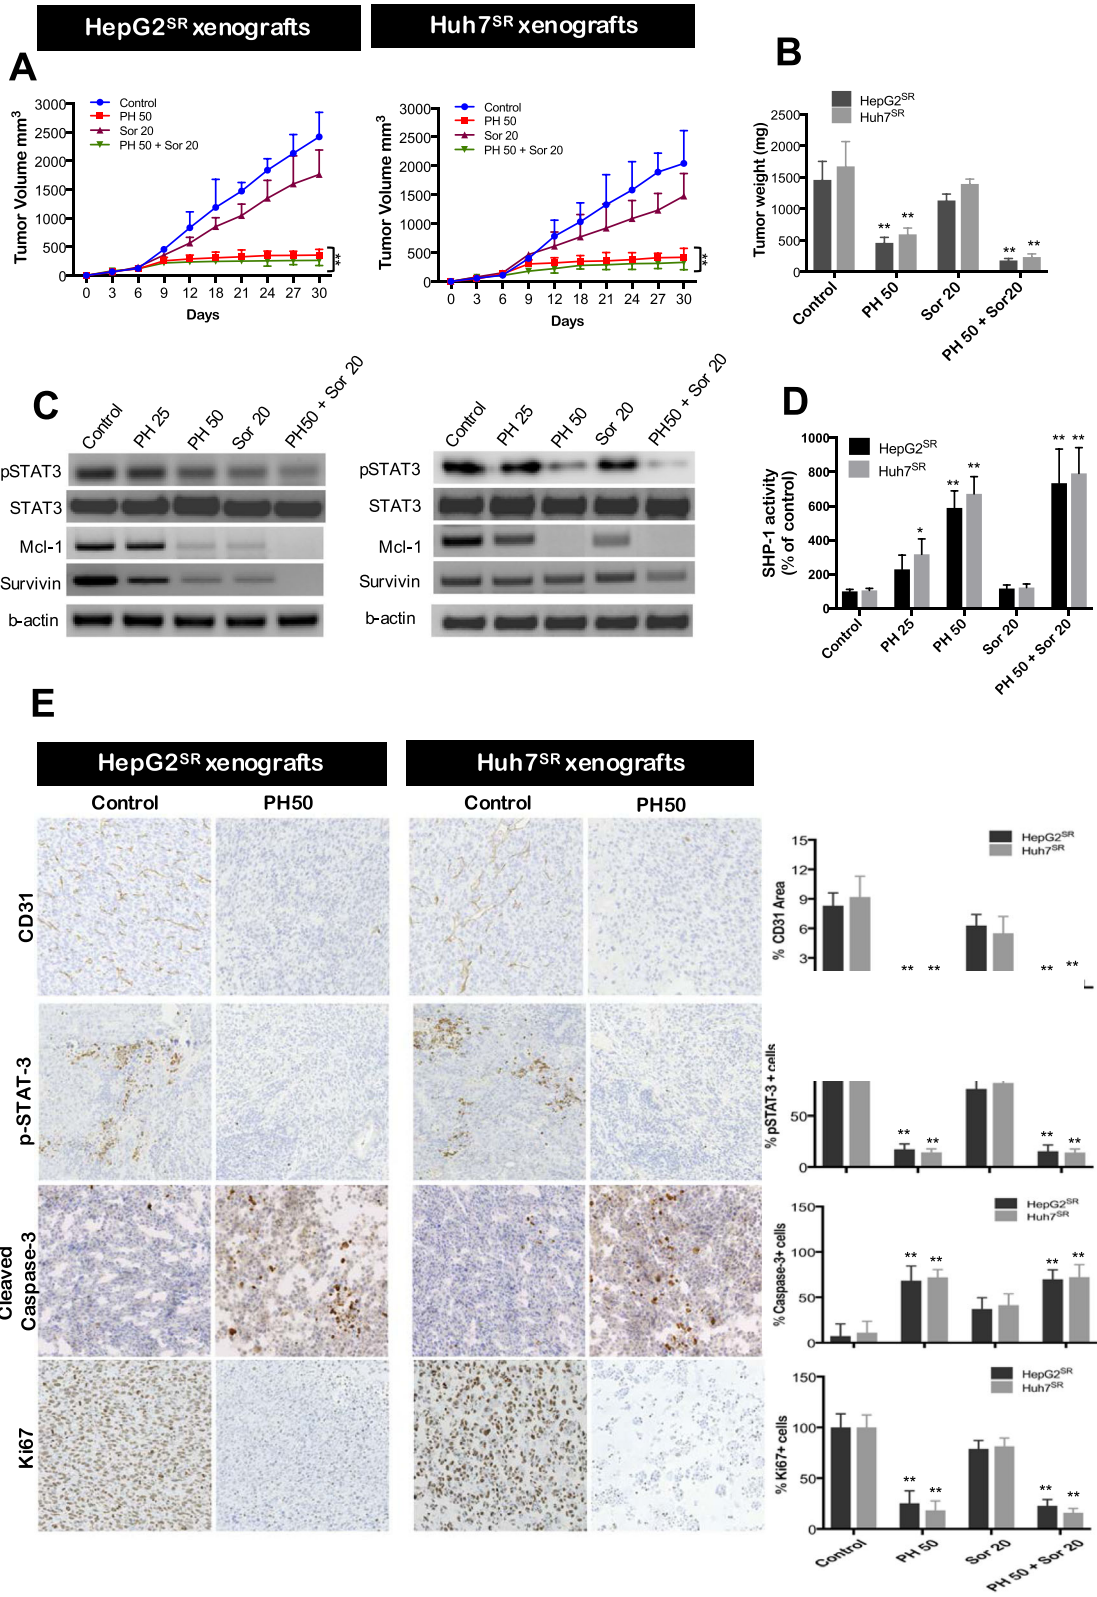 HepG2SR xenografts
Huh7SR xenografts
A
Tumor Volume mm3
3000
2500
2000
1500
1000
500
0
Control
PH 50
Sor 20
PH 50 + Sor 20
**
0 3 6 9 12 15 18 21 24 27 30
Days
Tumor Volume mm3
3000
2500
2000
1500
1000
500
0
Control
PH 50
Sor 20
PH 50 + Sor 20
**
0 3 6 9 12 18 21 24 27 30
Days
B
HepG2SR
Huh7SR
Tumor weight (mg)
2500
2000
1500
1000
500
0
** **
** **
Control
PH 50
Sor 20
PH 50 + Sor20
C
Control
PH 25
PH 50
Sor 20
PH50 + Sor 20
pSTAT3
STAT3
Mcl-1
Survivin
b-actin
Control
PH 25
PH 50
Sor 20
PH50 + Sor 20
pSTAT3
STAT3
Mcl-1
Survivin
b-actin
D
HepG2SR
Huh7SR
SHP-1 activity
(% of control)
1000
800
600
400
200
0
*
** **
** **
Control
PH 25
PH 50
Sor 20
PH 50 + Sor 20
E
HepG2SR xenografts
Huh7SR xenografts
Control
PH50
Control
PH50
CD31
p-STAT-3
Cleaved
Caspase-3
Ki67
% CD31 Area
15
12
9
6
3
HepG2SR
Huh7SR
** **
** **
% pSTAT-3 + cells
50
0
** **
** **
% Caspase-3+ cells
150
100
50
0
HepG2SR
Huh7SR
** **
** **
% Ki67+ cells
150
100
50
0
HepG2SR
Huh7SR
** **
** **
Control
PH 50
Sor 20
PH 50 + Sor 20